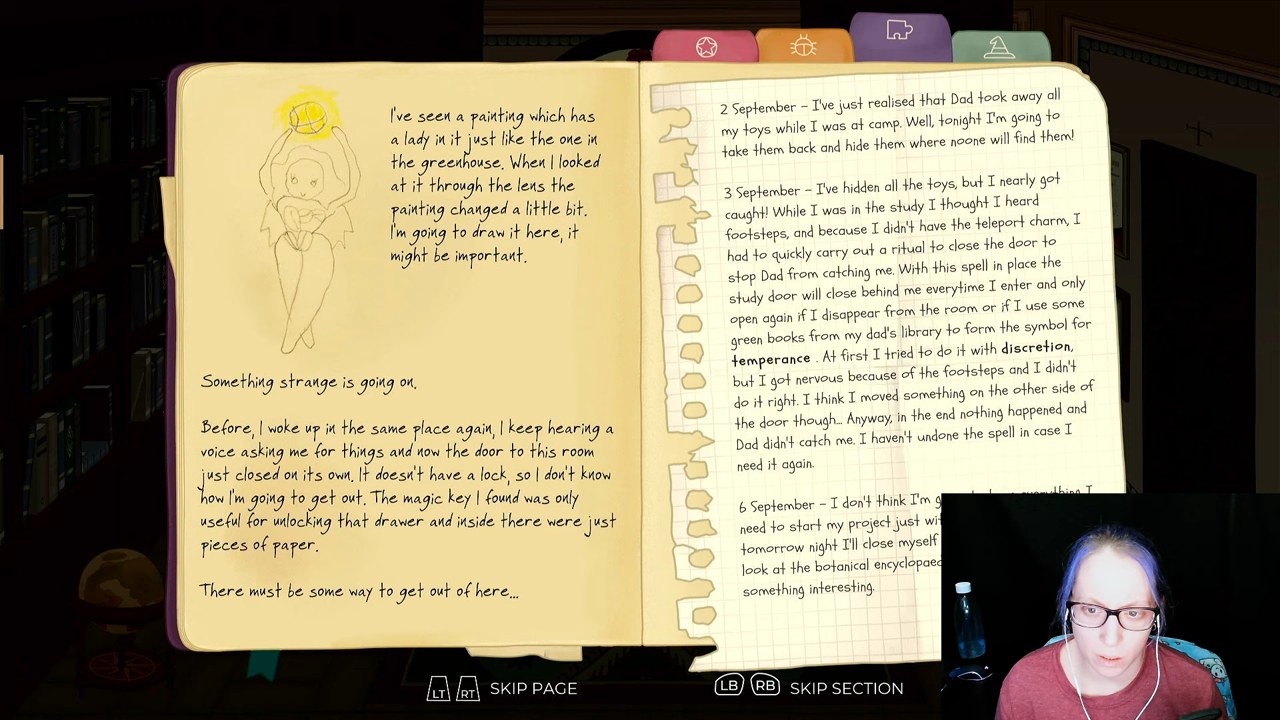 I've seen a painting which has
a lady in it just like the one in
the greenhouse. When I looked
at it through the lens the
painting changed a little bit.
I'm going to draw it here, it
might be important.
Something strange is going on.
Before, I woke up in the same place again, I keep hearing a
voice asking me for things and now the door to this room
just closed on its own. It doesn't have a lock, so I don't know
how I'm going to get out. The magic key I found was only
useful for unlocking that drawer and inside there were just
pieces of paper.
There must be some way to get out of here...
2 September - I've just realised that Dad took away all
my toys while I was at camp. Well, tonight I'm going to
take them back and hide them where noone will find them!
3 September - I've hidden all the toys, but I nearly got
caught! While I was in the study I thought I heard
footsteps, and because I didn't have the teleport charm, I
had to quickly carry out a ritual to close the door to
stop Dad from catching me. With this spell in place the
study door will close behind me everytime I enter and only
open again if I disappear from the room or if I use some
green books from my dad's library to form the symbol for
temperance . At first I tried to do it with discretion,
but I got nervous because of the footsteps and I didn't
do it right. I think I moved something on the other side of
the door though... Anyway, in the end nothing happened and
Dad didn't catch me. I haven't undone the spell in case I
need it again.
6 September - I don't think I'm
need to start my project just
tomorrow night I'll close myself
look at the botanical
something interesting.
LT RT SKIP PAGE
LB RB SKIP SECTION